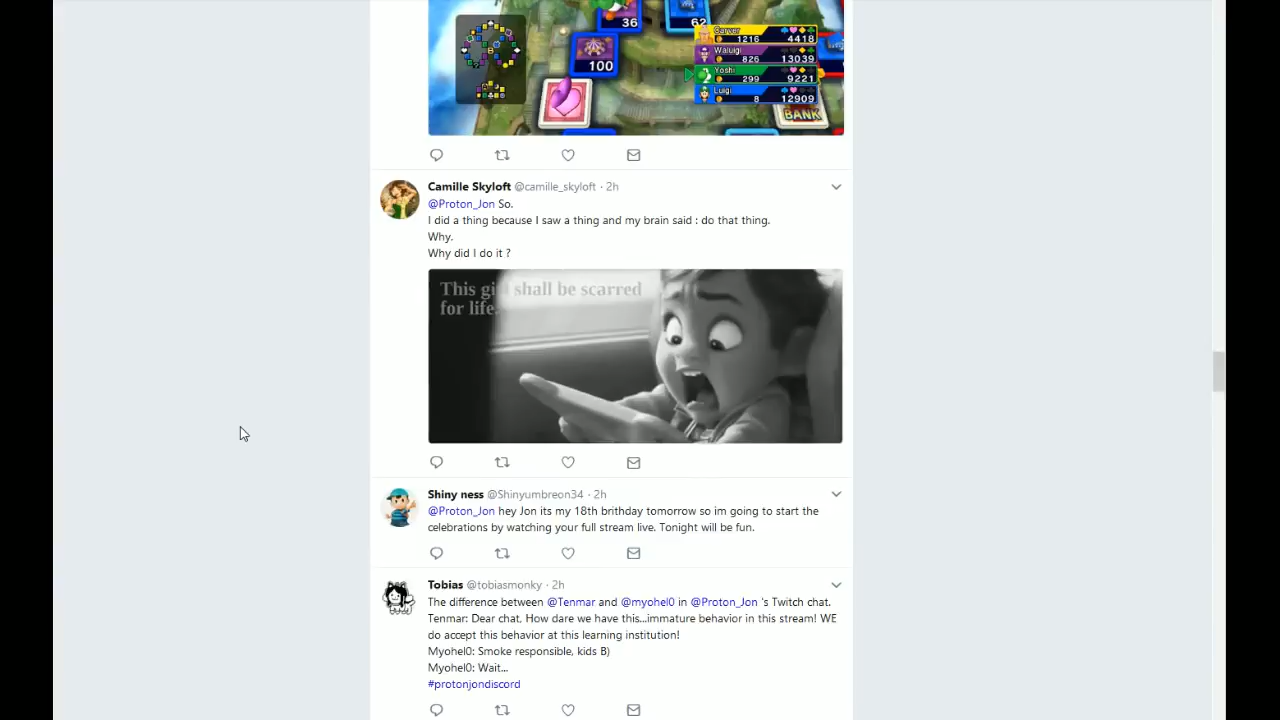 36
62
100
Carver
1216 4418
Waluigi
826 13039
Yoshi
299 9221
Luigi
8 12909
BANK
Camille Skyloft @camille_skyloft · 2h
@Proton_Jon So.
I did a thing because I saw a thing and my brain said : do that thing.
Why.
Why did I do it ?
This girl shall be scarred
for life.
Shiny ness @Shinyumbreon34 · 2h
@Proton_Jon hey Jon its my 18th brithday tomorrow so im going to start the
celebrations by watching your full stream live. Tonight will be fun.
Tobias @tobiasmonky · 2h
The difference between @Tenmar and @myohel0 in @Proton_Jon 's Twitch chat.
Tenmar: Dear chat, How dare we have this...immature behavior in this stream! WE
do accept this behavior at this learning institution!
Myohel0: Smoke responsible, kids B)
Myohel0: Wait...
#protonjondiscord